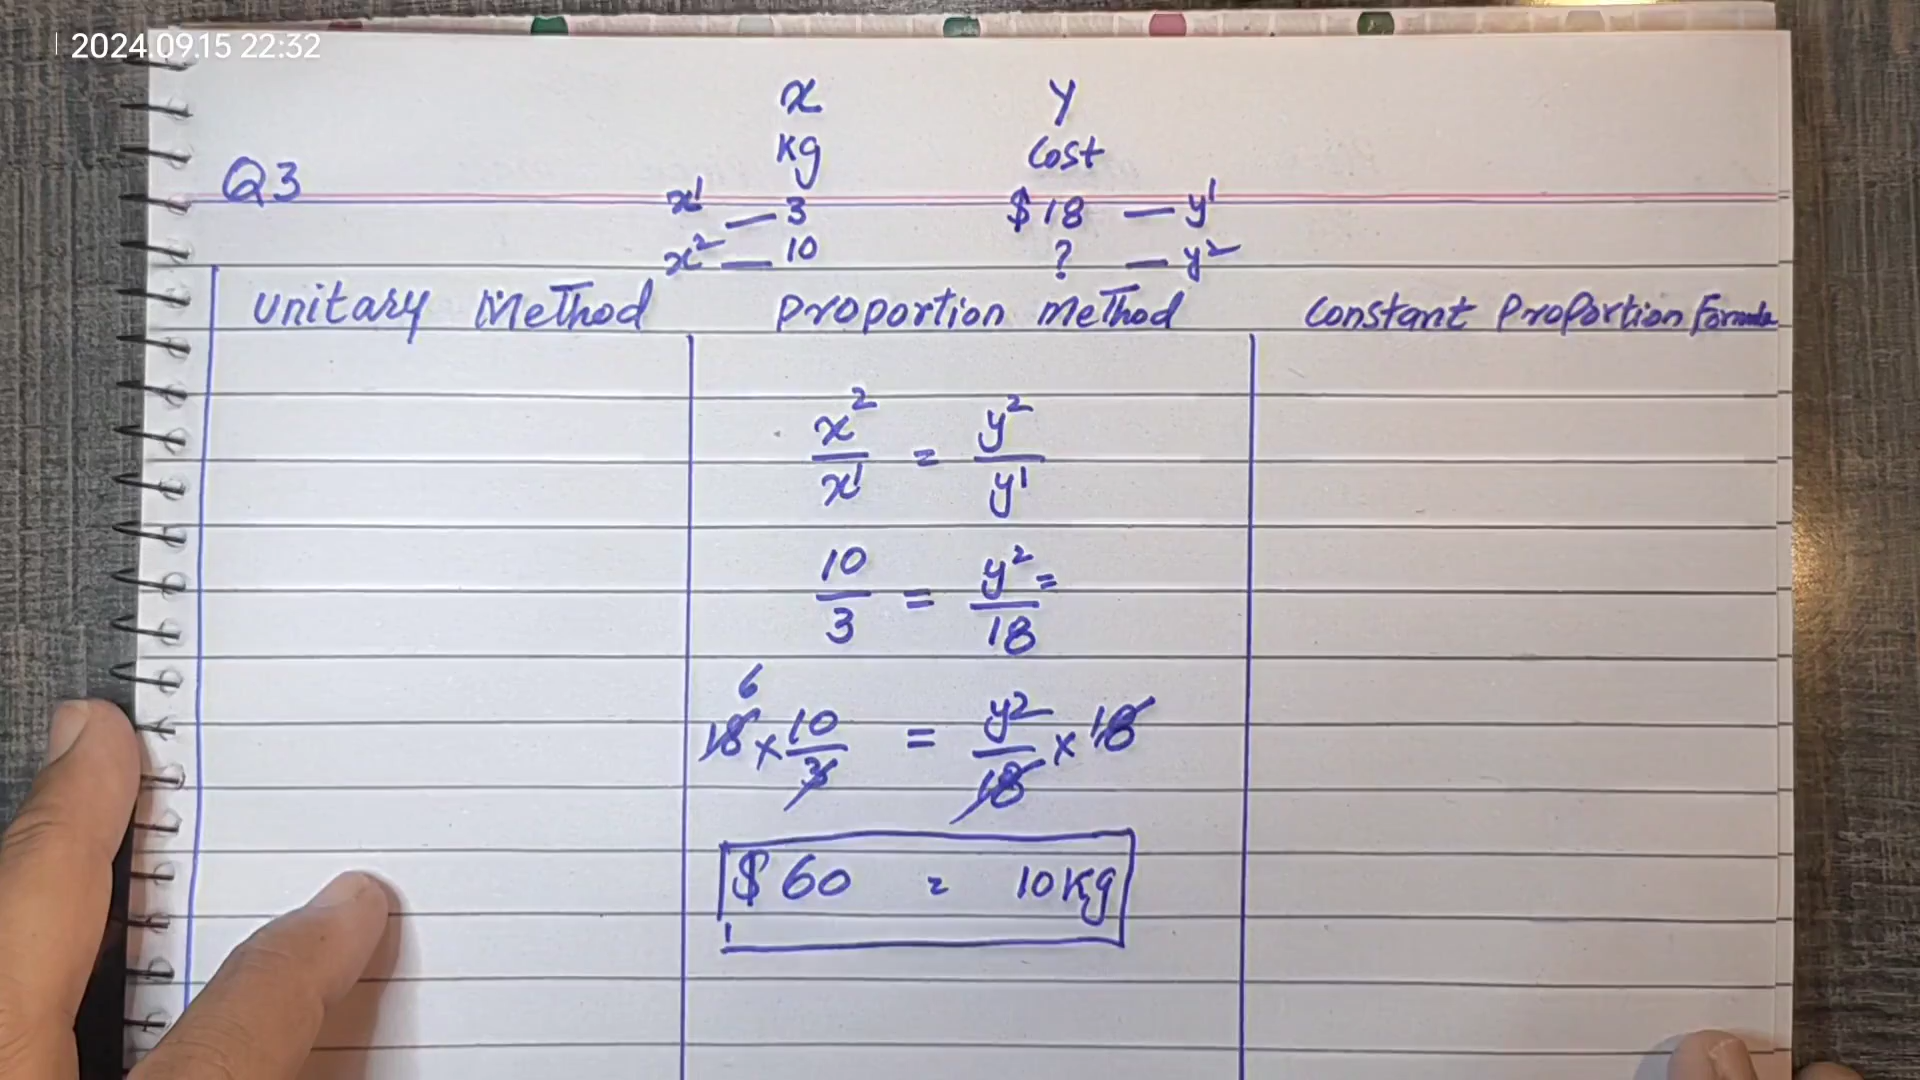 2024.09.15 22:32
x y
kg Cost
Q3
x¹ — 3 $18 — y¹
x² — 10 ? — y²
Unitary Method Proportion Method Constant Proportion Formula
x²/x¹ = y²/y¹
10/3 = y²/18 =
6
18 × 10/3 = y²/18 × 18
$60 = 10Kg